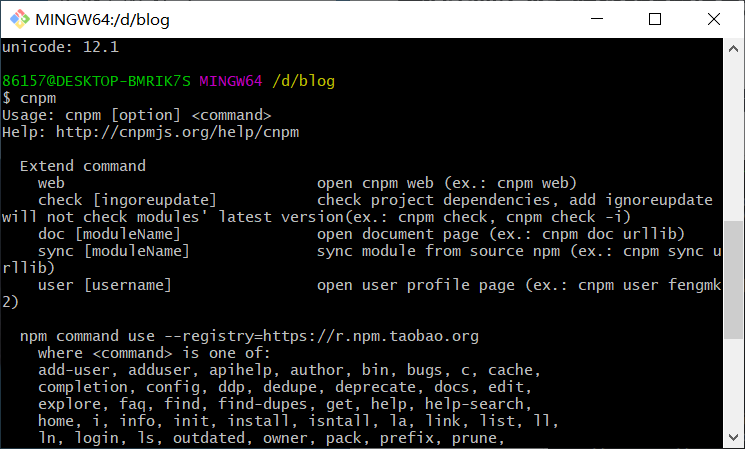 MINGW64:/d/blog
unicode: 12.1
86157@DESKTOP-BMRIK7S MINGW64 /d/blog
$ cnpm
Usage: cnpm [option] <command>
Help: http://cnpmjs.org/help/cnpm
Extend command
web open cnpm web (ex.: cnpm web)
check [ingoreupdate] check project dependencies, add ignoreupdate
will not check modules' latest version(ex.: cnpm check, cnpm check -i)
doc [moduleName] open document page (ex.: cnpm doc urllib)
sync [moduleName] sync module from source npm (ex.: cnpm sync u
rllib)
user [username] open user profile page (ex.: cnpm user fengmk
2)
npm command use --registry=https://r.npm.taobao.org
where <command> is one of:
add-user, adduser, apihelp, author, bin, bugs, c, cache,
completion, config, ddp, dedupe, deprecate, docs, edit,
explore, faq, find, find-dupes, get, help, help-search,
home, i, info, init, install, isntall, la, link, list, ll,
ln, login, ls, outdated, owner, pack, prefix, prune,